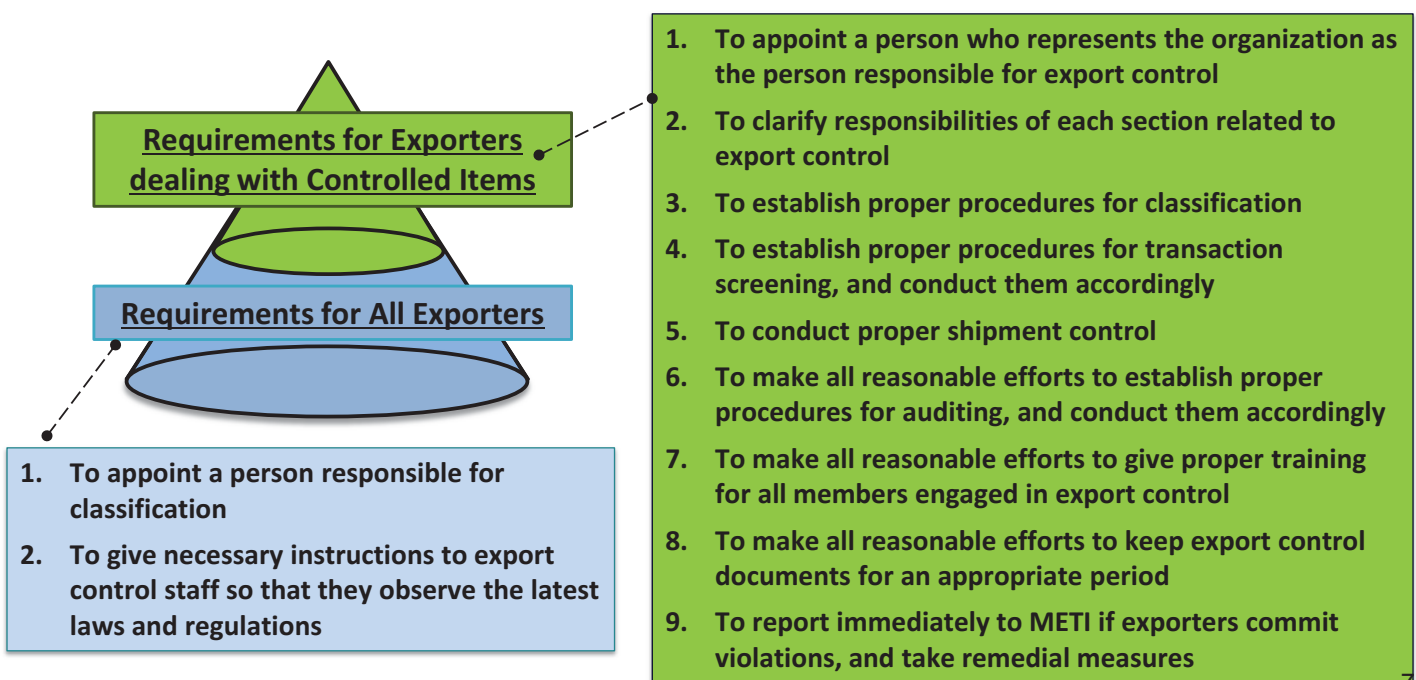 Requirements for Exporters
dealing with Controlled Items
Requirements for All Exporters
1. To appoint a person responsible for
classification
2. To give necessary instructions to export
control staff so that they observe the latest
laws and regulations
1. To appoint a person who represents the organization as
the person responsible for export control
2. To clarify responsibilities of each section related to
export control
3. To establish proper procedures for classification
4. To establish proper procedures for transaction
screening, and conduct them accordingly
5. To conduct proper shipment control
6. To make all reasonable efforts to establish proper
procedures for auditing, and conduct them accordingly
7. To make all reasonable efforts to give proper training
for all members engaged in export control
8. To make all reasonable efforts to keep export control
documents for an appropriate period
9. To report immediately to METI if exporters commit
violations, and take remedial measures